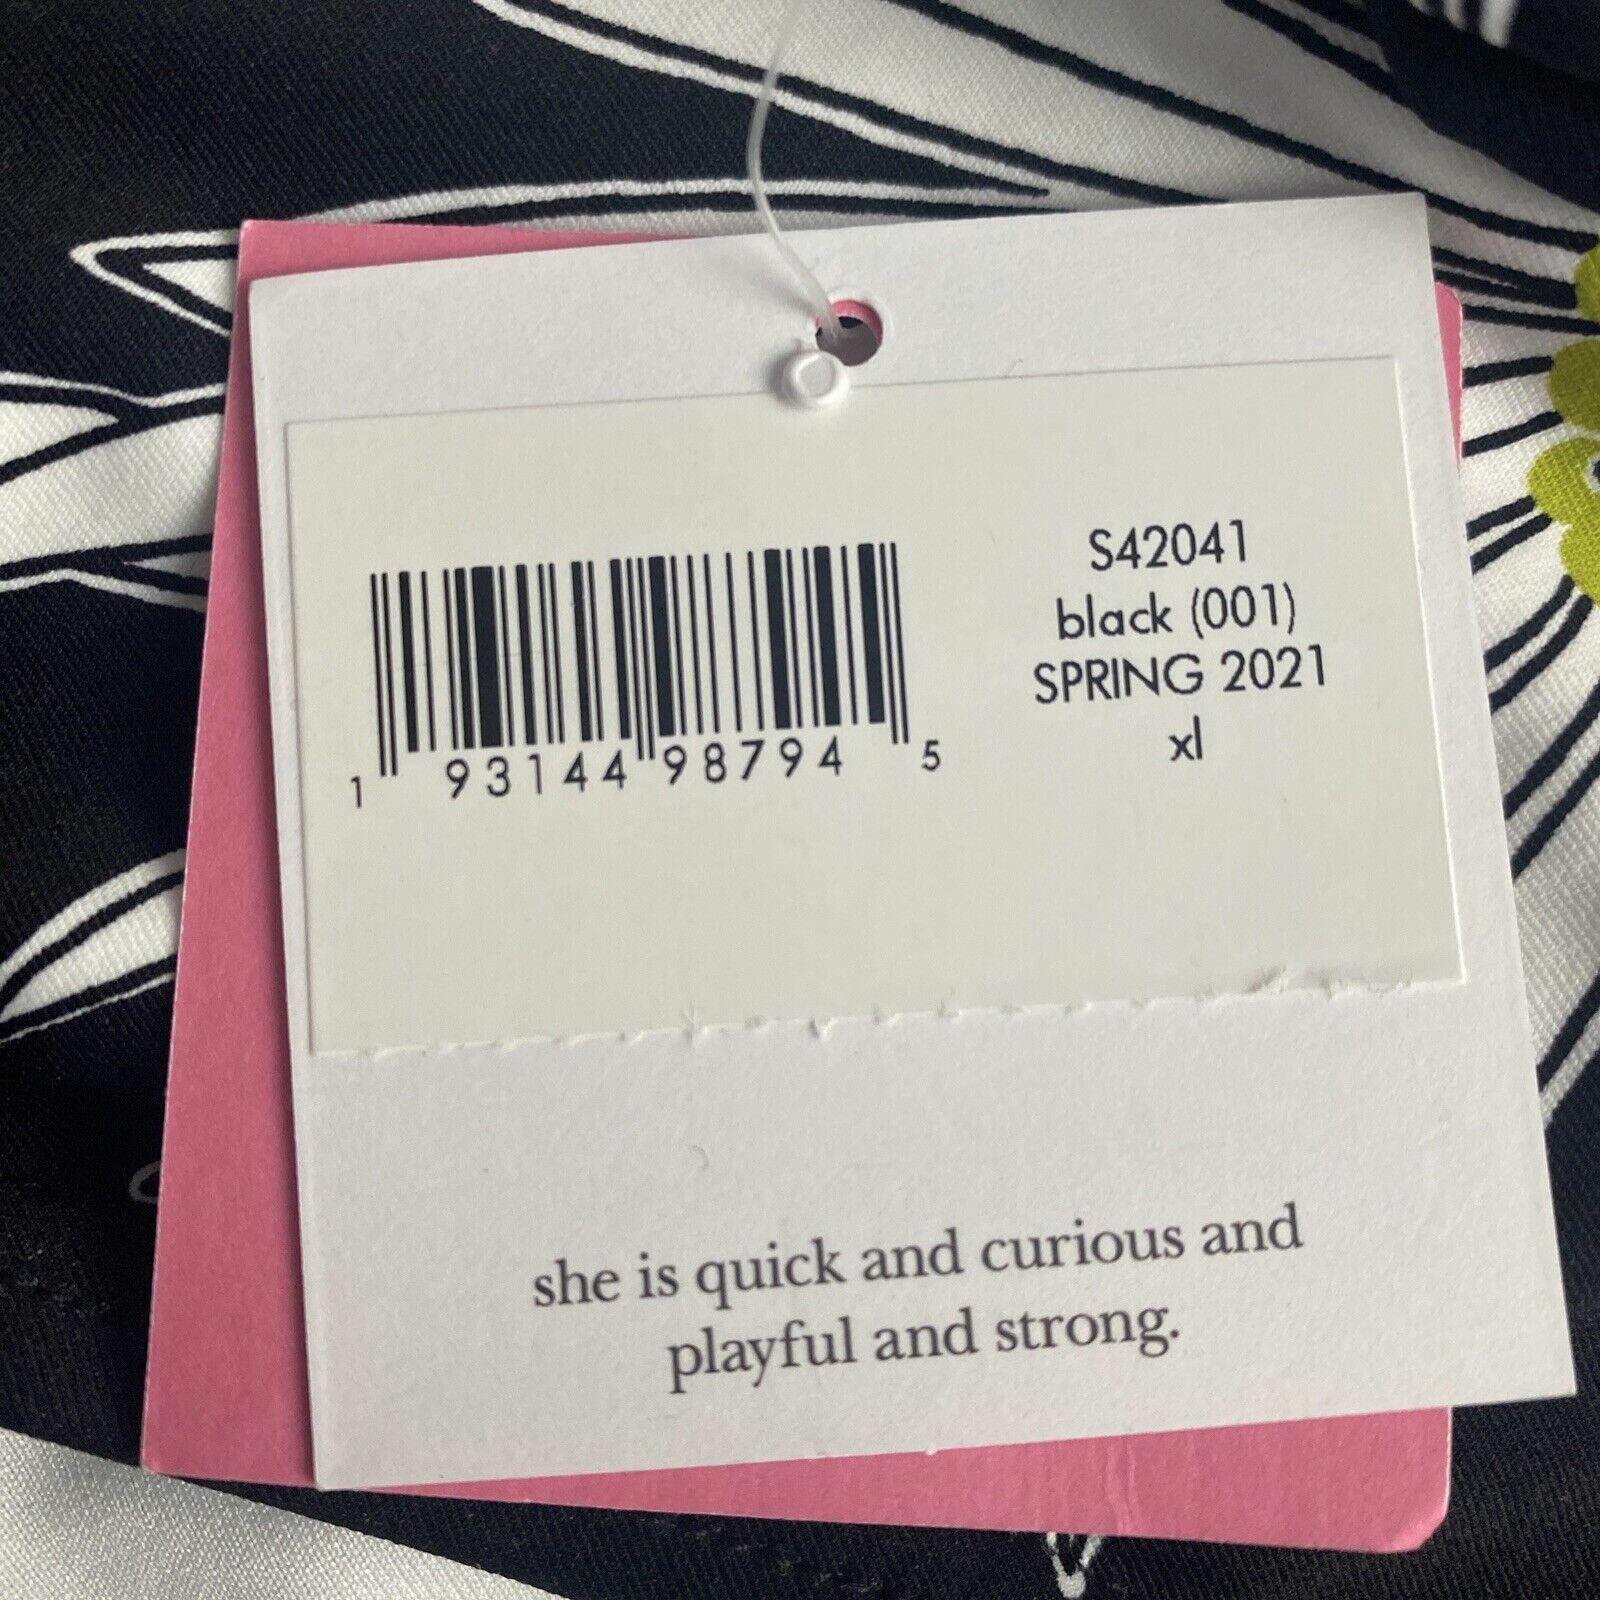 S42041
black (001)
SPRING 2021
xl
1 93144 98794 5
she is quick and curious and
playful and strong.